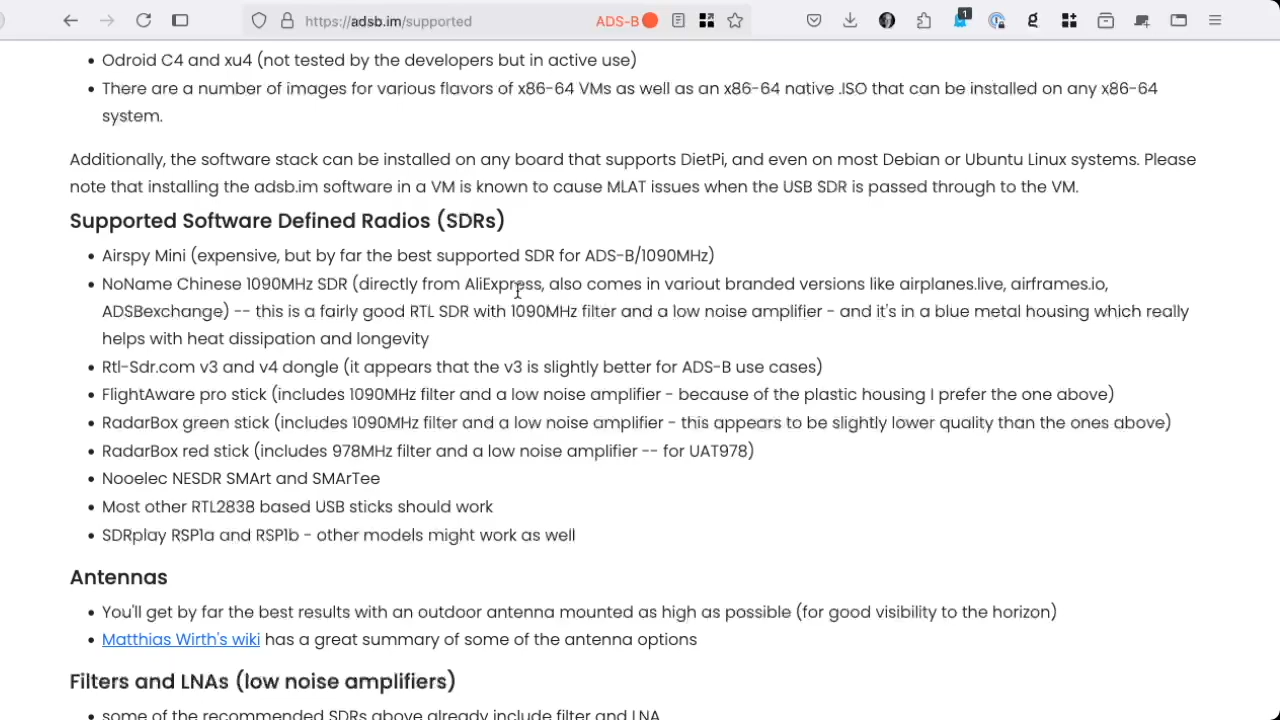 https://adsb.im/supported
ADS-B
1
g
Odroid C4 and xu4 (not tested by the developers but in active use)
There are a number of images for various flavors of x86-64 VMs as well as an x86-64 native .ISO that can be installed on any x86-64
system.
Additionally, the software stack can be installed on any board that supports DietPi, and even on most Debian or Ubuntu Linux systems. Please
note that installing the adsb.im software in a VM is known to cause MLAT issues when the USB SDR is passed through to the VM.
Supported Software Defined Radios (SDRs)
Airspy Mini (expensive, but by far the best supported SDR for ADS-B/1090MHz)
NoName Chinese 1090MHz SDR (directly from AliExpress, also comes in variout branded versions like airplanes.live, airframes.io,
ADSBexchange) -- this is a fairly good RTL SDR with 1090MHz filter and a low noise amplifier - and it's in a blue metal housing which really
helps with heat dissipation and longevity
Rtl-Sdr.com v3 and v4 dongle (it appears that the v3 is slightly better for ADS-B use cases)
FlightAware pro stick (includes 1090MHz filter and a low noise amplifier - because of the plastic housing I prefer the one above)
RadarBox green stick (includes 1090MHz filter and a low noise amplifier - this appears to be slightly lower quality than the ones above)
RadarBox red stick (includes 978MHz filter and a low noise amplifier -- for UAT978)
Nooelec NESDR SMArt and SMArTee
Most other RTL2838 based USB sticks should work
SDRplay RSP1a and RSP1b - other models might work as well
Antennas
You'll get by far the best results with an outdoor antenna mounted as high as possible (for good visibility to the horizon)
Matthias Wirth's wiki has a great summary of some of the antenna options
Filters and LNAs (low noise amplifiers)
some of the recommended SDRs above already include filter and LNA